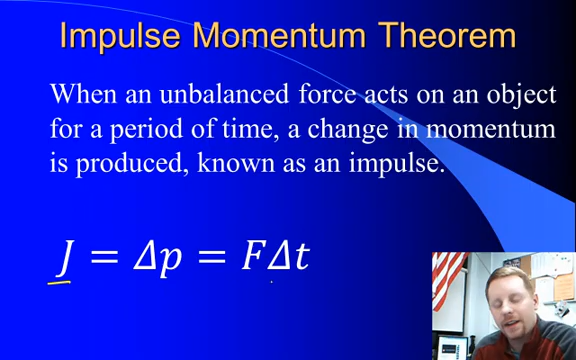 Impulse Momentum Theorem
When an unbalanced force acts on an object
for a period of time, a change in momentum
is produced, known as an impulse.
J = Δp = FΔt